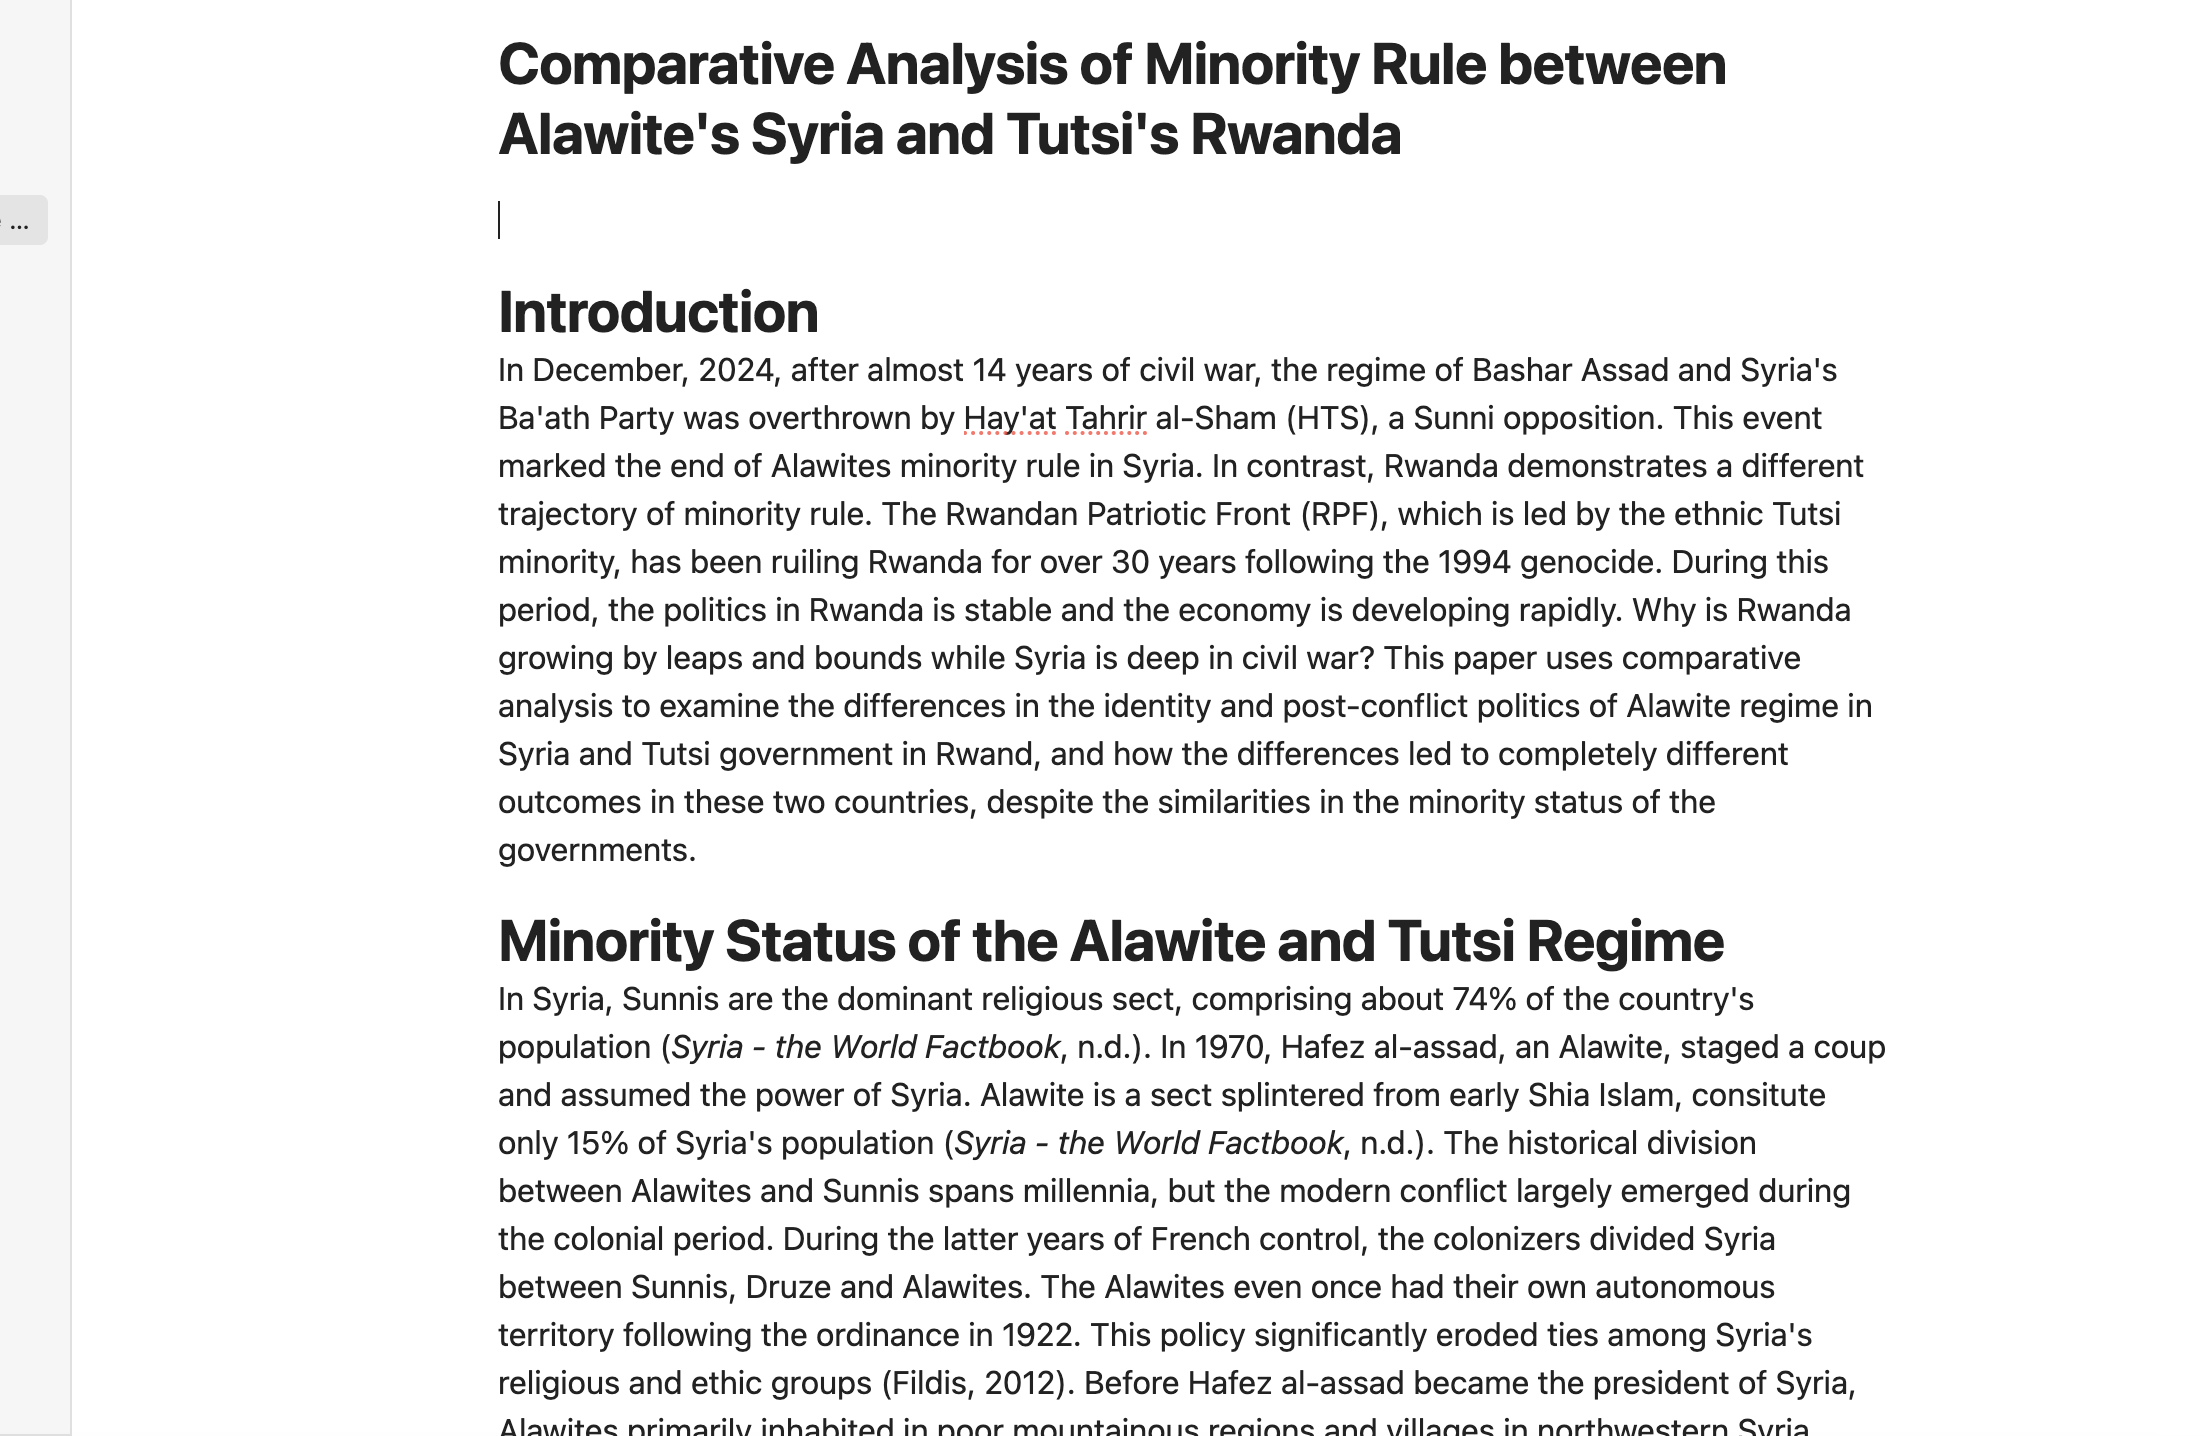 Comparative Analysis of Minority Rule between
Alawite's Syria and Tutsi's Rwanda
...
Introduction
In December, 2024, after almost 14 years of civil war, the regime of Bashar Assad and Syria's
Ba'ath Party was overthrown by Hay'at Tahrir al-Sham (HTS), a Sunni opposition. This event
marked the end of Alawites minority rule in Syria. In contrast, Rwanda demonstrates a different
trajectory of minority rule. The Rwandan Patriotic Front (RPF), which is led by the ethnic Tutsi
minority, has been ruiling Rwanda for over 30 years following the 1994 genocide. During this
period, the politics in Rwanda is stable and the economy is developing rapidly. Why is Rwanda
growing by leaps and bounds while Syria is deep in civil war? This paper uses comparative
analysis to examine the differences in the identity and post-conflict politics of Alawite regime in
Syria and Tutsi government in Rwand, and how the differences led to completely different
outcomes in these two countries, despite the similarities in the minority status of the
governments.
Minority Status of the Alawite and Tutsi Regime
In Syria, Sunnis are the dominant religious sect, comprising about 74% of the country's
population (Syria - the World Factbook, n.d.). In 1970, Hafez al-assad, an Alawite, staged a coup
and assumed the power of Syria. Alawite is a sect splintered from early Shia Islam, consitute
only 15% of Syria's population (Syria - the World Factbook, n.d.). The historical division
between Alawites and Sunnis spans millennia, but the modern conflict largely emerged during
the colonial period. During the latter years of French control, the colonizers divided Syria
between Sunnis, Druze and Alawites. The Alawites even once had their own autonomous
territory following the ordinance in 1922. This policy significantly eroded ties among Syria's
religious and ethic groups (Fildis, 2012). Before Hafez al-assad became the president of Syria,
Alawites primarily inhabited in poor mountainous regions and villages in northwestern Syria